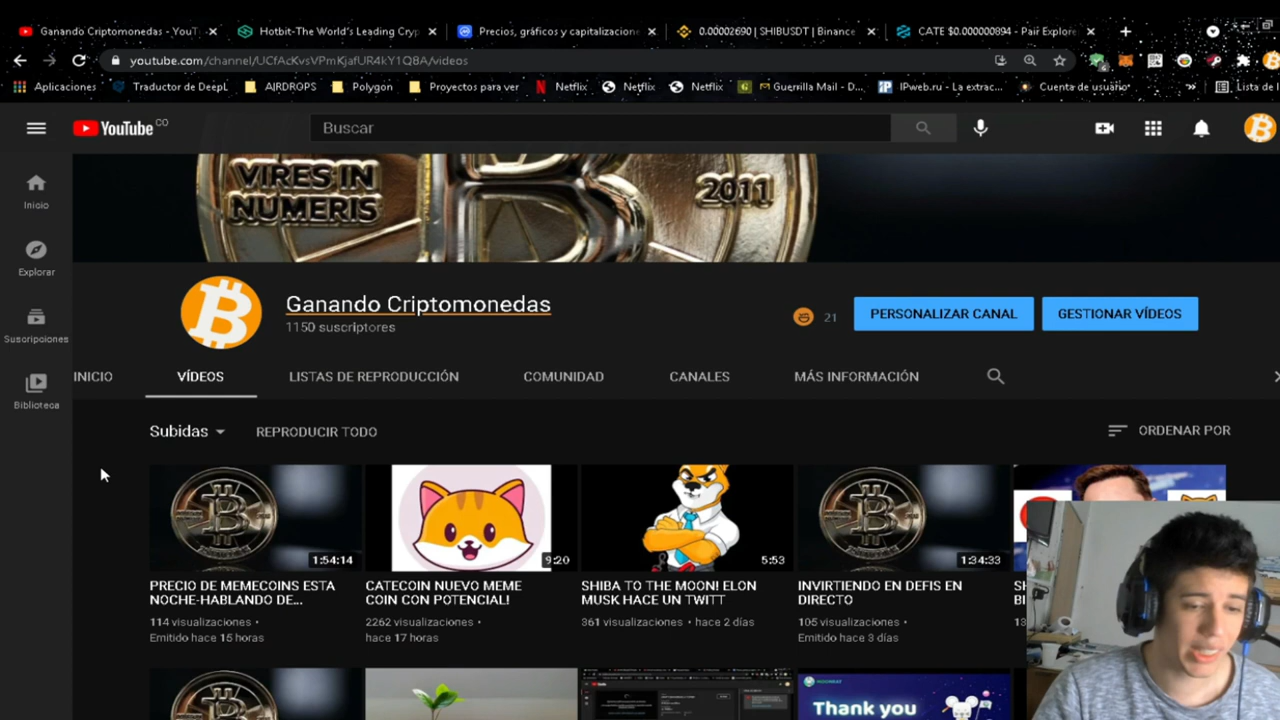 Ganando Criptomonedas - YouT
Hotbit-The World's Leading Cryp
Precios, gráficos y capitalizacione
0.00002690 | SHIBUSDT | Binance
CATE $0.000000894 - Pair Explore
youtube.com/channel/UCfAcKvsVPmKjafUR4kY1Q8A/videos
Aplicaciones
Traductor de DeepL
AIRDROPS
Polygon
Proyectos para ver
Netflix
Netflix
Netflix
Guerrilla Mail - D...
IPweb.ru - La extrac...
Cuenta de usuario
Lista de l
YouTube CO
Buscar
VIRES IN
NUMERIS
2011
Inicio
Explorar
Suscripciones
Biblioteca
Ganando Criptomonedas
1150 suscriptores
21
PERSONALIZAR CANAL
GESTIONAR VÍDEOS
INICIO
VÍDEOS
LISTAS DE REPRODUCCIÓN
COMUNIDAD
CANALES
MÁS INFORMACIÓN
Subidas
REPRODUCIR TODO
ORDENAR POR
1:54:14
9:20
5:53
1:34:33
PRECIO DE MEMECOINS ESTA
NOCHE-HABLANDO DE...
114 visualizaciones •
Emitido hace 15 horas
CATECOIN NUEVO MEME
COIN CON POTENCIAL!
2262 visualizaciones •
hace 17 horas
SHIBA TO THE MOON! ELON
MUSK HACE UN TWITT
361 visualizaciones • hace 2 días
INVIRTIENDO EN DEFIS EN
DIRECTO
105 visualizaciones •
Emitido hace 3 días
Thank you